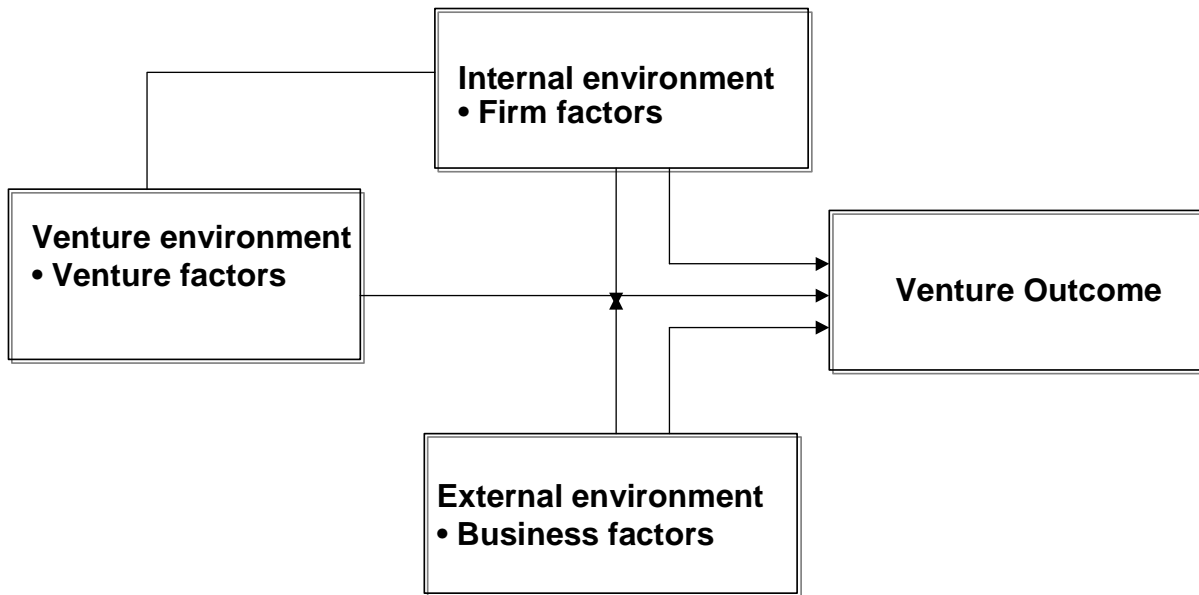 Internal environment
• Firm factors
Venture environment
• Venture factors
Venture Outcome
External environment
• Business factors